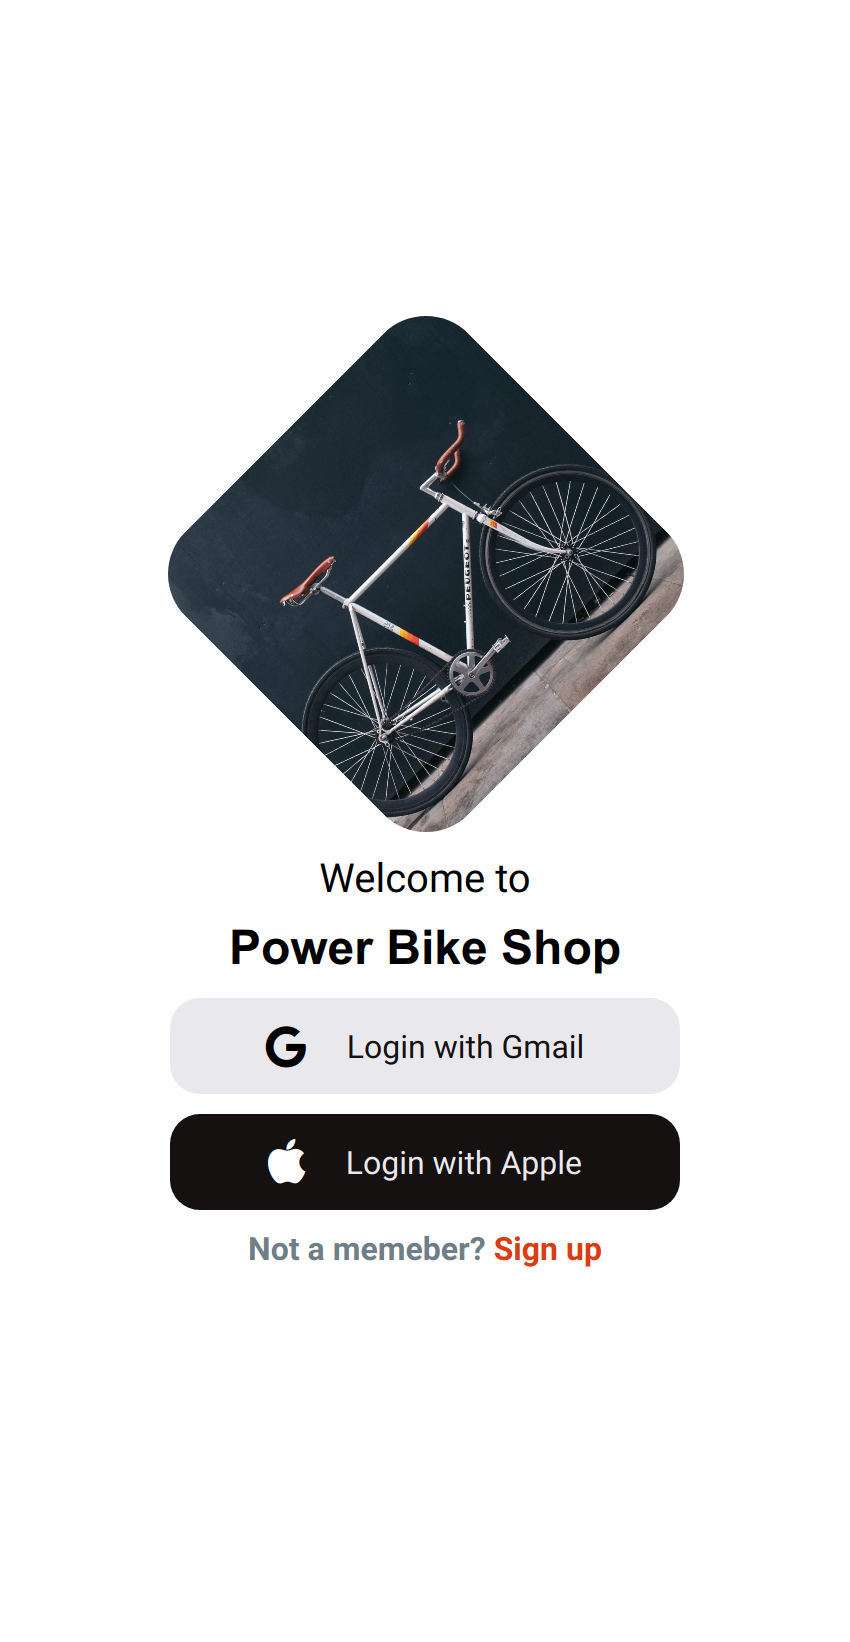 PEUGEOT
Welcome to
Power Bike Shop
Login with Gmail
Login with Apple
Not a memeber? Sign up